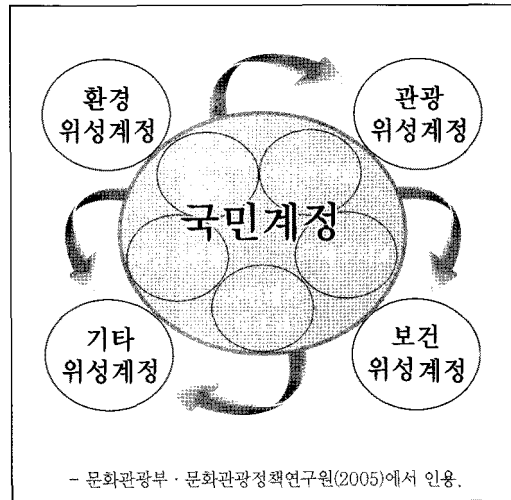 환경
위성계정
관광
위성계정
국민계정
기타
위성계정
보건
위성계정
- 문화관광부 · 문화관광정책연구원(2005)에서 인용.